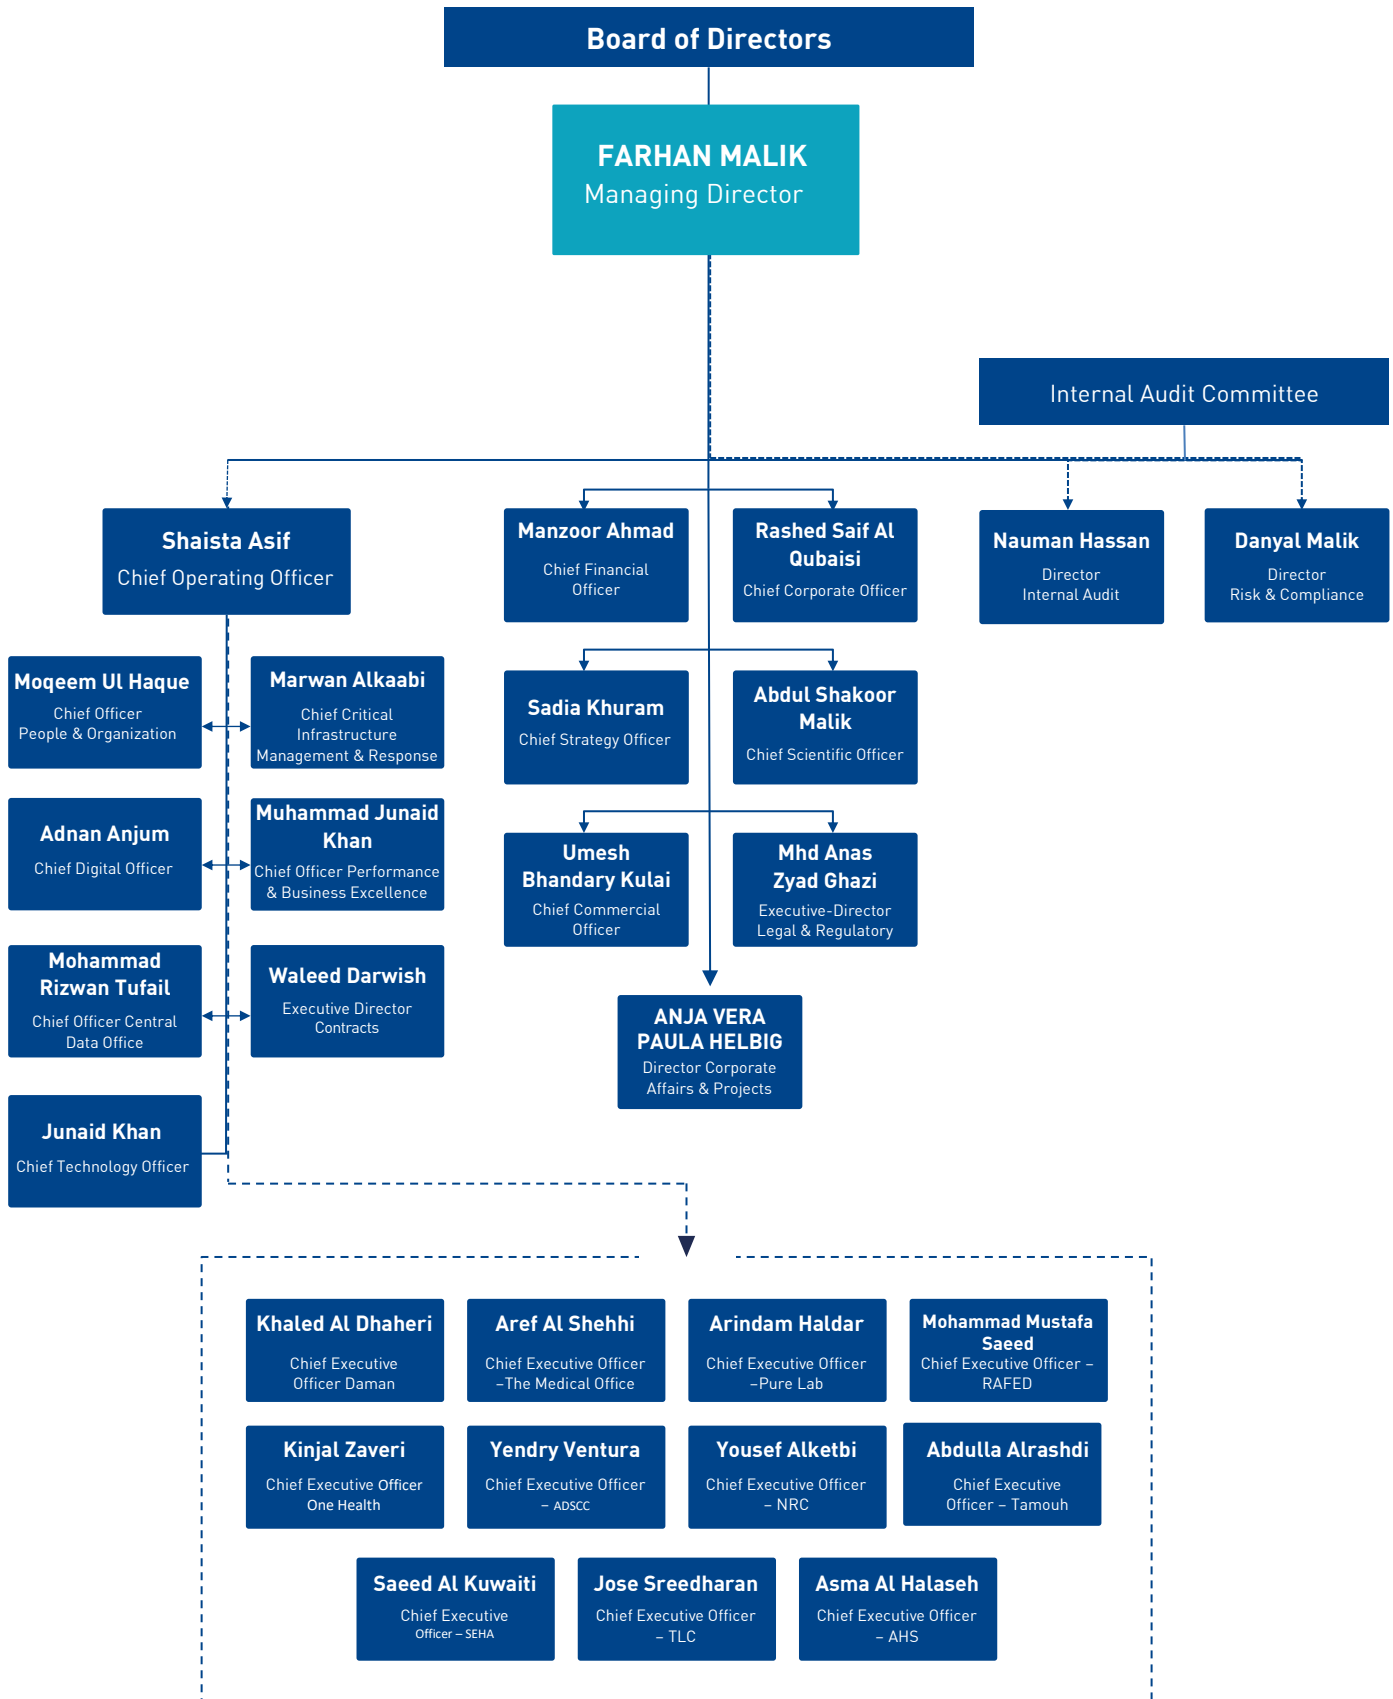 Board of Directors
FARHAN MALIK
Managing Director
Internal Audit Committee
Shaista Asif
Chief Operating Officer
Manzoor Ahmad
Chief Financial
Officer
Rashed Saif Al
Qubaisi
Chief Corporate Officer
Nauman Hassan
Director
Internal Audit
Danyal Malik
Director
Risk & Compliance
Moqeem Ul Haque
Chief Officer
People & Organization
Marwan Alkaabi
Chief Critical
Infrastructure
Management & Response
Sadia Khuram
Chief Strategy Officer
Abdul Shakoor
Malik
Chief Scientific Officer
Adnan Anjum
Chief Digital Officer
Muhammad Junaid
Khan
Chief Officer Performance
& Business Excellence
Umesh
Bhandary Kulai
Chief Commercial
Officer
Mhd Anas
Zyad Ghazi
Executive-Director
Legal & Regulatory
Mohammad
Rizwan Tufail
Chief Officer Central
Data Office
Waleed Darwish
Executive Director
Contracts
ANJA VERA
PAULA HELBIG
Director Corporate
Affairs & Projects
Junaid Khan
Chief Technology Officer
Khaled Al Dhaheri
Chief Executive
Officer Daman
Aref Al Shehhi
Chief Executive Officer
–The Medical Office
Arindam Haldar
Chief Executive Officer
–Pure Lab
Mohammad Mustafa
Saeed
Chief Executive Officer –
RAFED
Kinjal Zaveri
Chief Executive Officer
One Health
Yendry Ventura
Chief Executive Officer
– ADSCC
Yousef Alketbi
Chief Executive Officer
– NRC
Abdulla Alrashdi
Chief Executive
Officer – Tamouh
Saeed Al Kuwaiti
Chief Executive
Officer – SEHA
Jose Sreedharan
Chief Executive Officer
– TLC
Asma Al Halaseh
Chief Executive Officer
– AHS